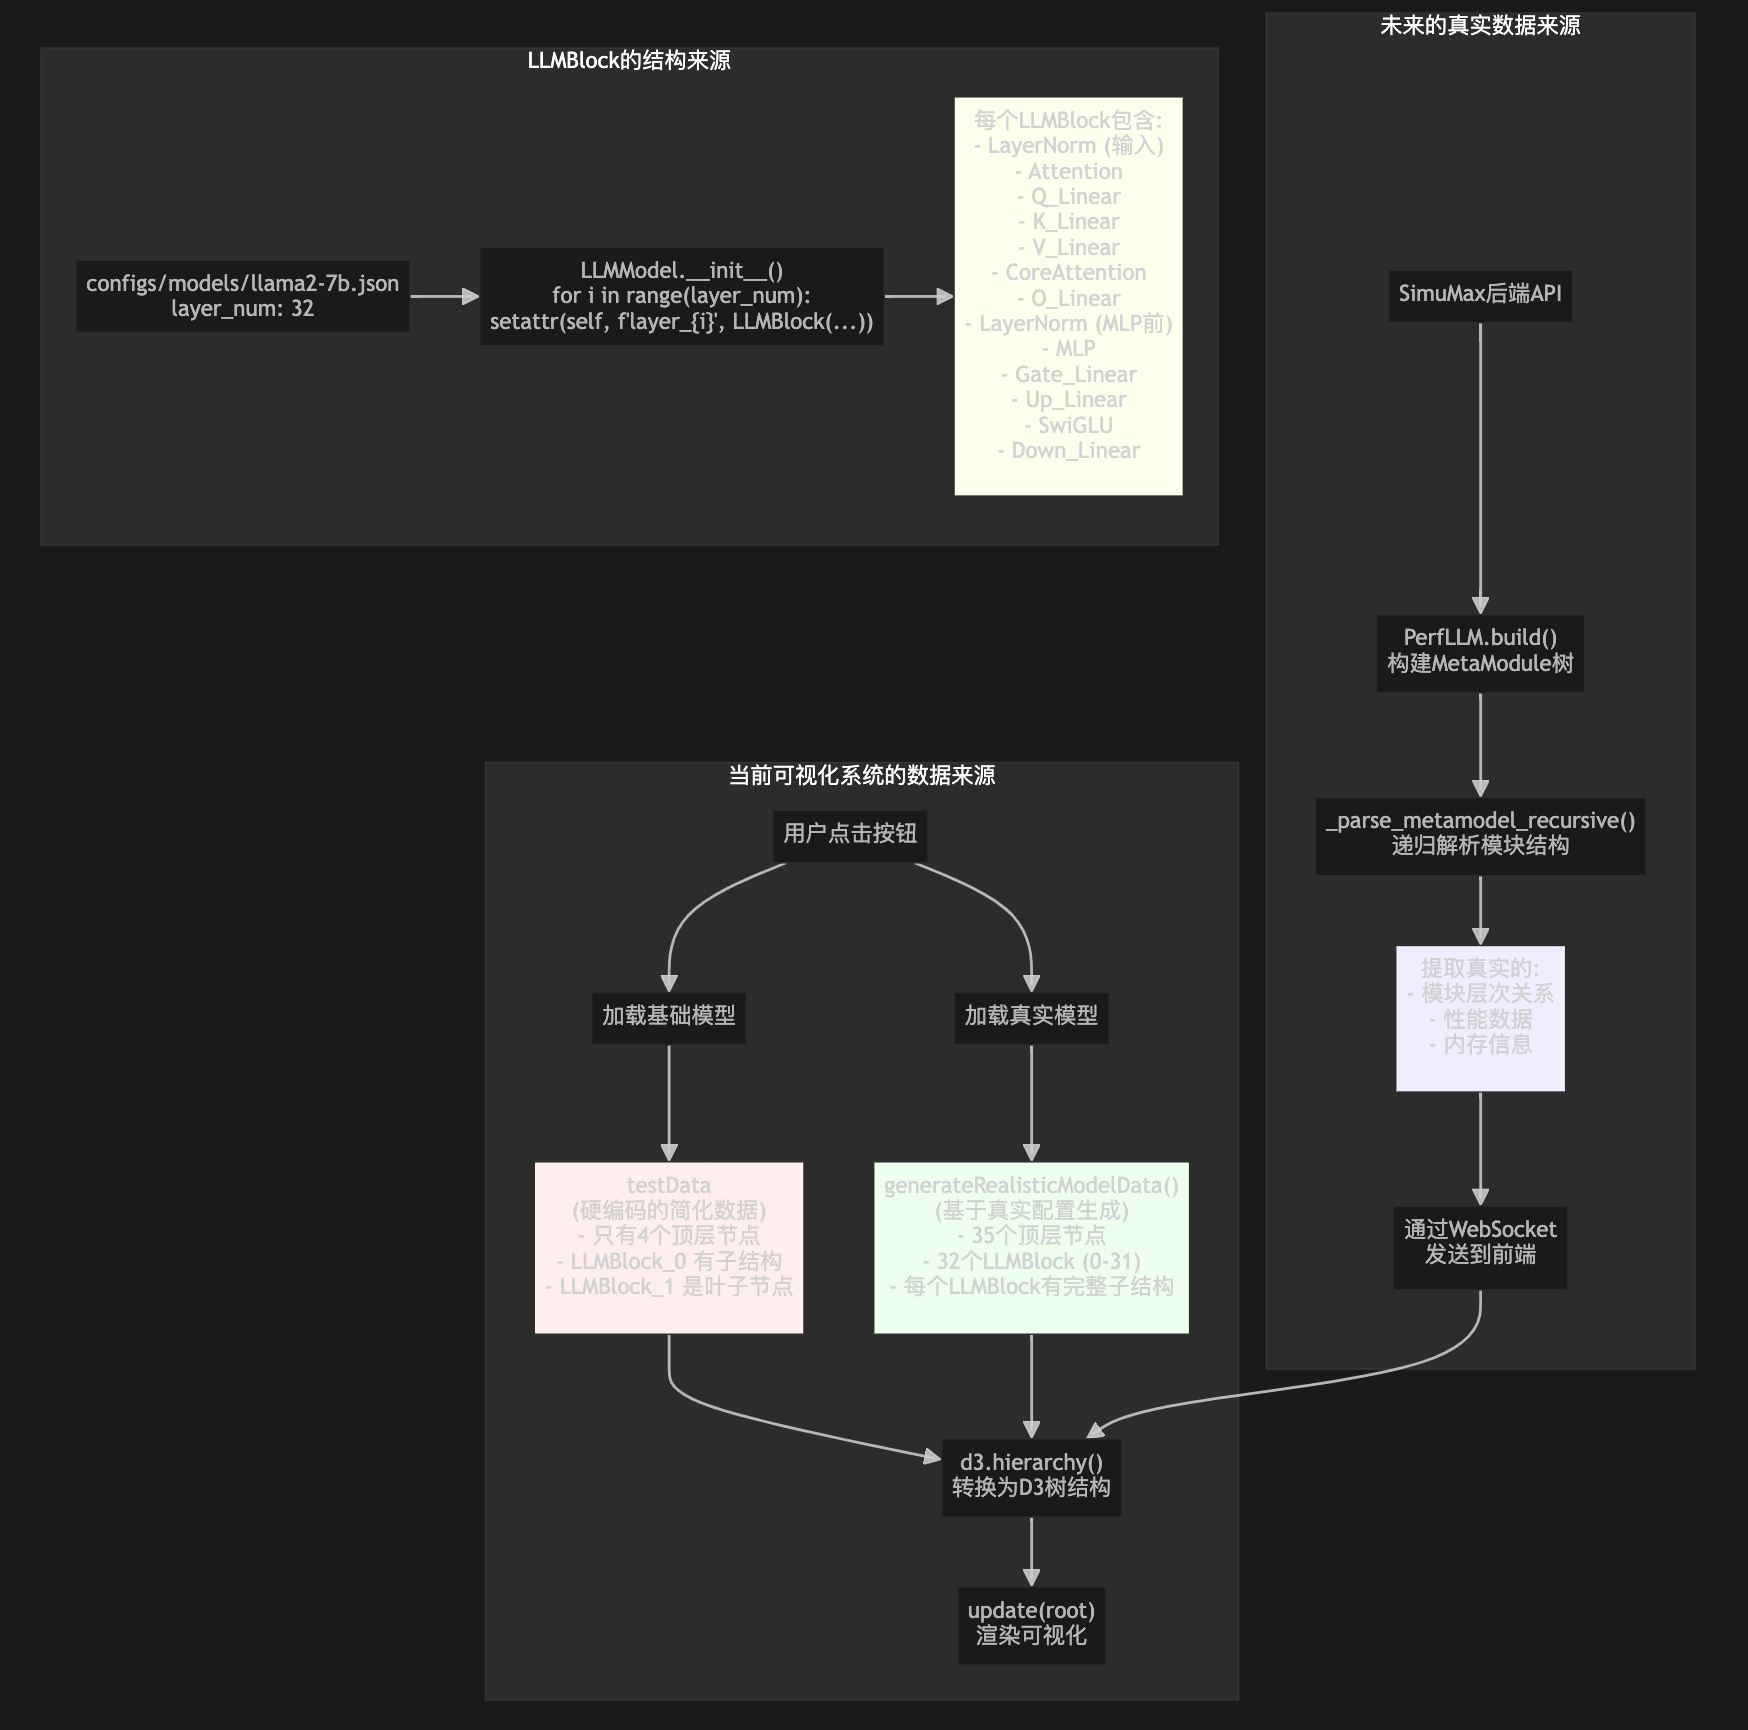 LLMBlock的结构来源
configs/models/llama2-7b.json
layer_num: 32
LLMModel.__init__()
for i in range(layer_num):
setattr(self, f'layer_{i}', LLMBlock(...))
每个LLMBlock包含:
- LayerNorm (输入)
- Attention
- Q_Linear
- K_Linear
- V_Linear
- CoreAttention
- O_Linear
- LayerNorm (MLP前)
- MLP
- Gate_Linear
- Up_Linear
- SwiGLU
- Down_Linear
未来的真实数据来源
SimuMax后端API
PerfLLM.build()
构建MetaModule树
_parse_metamodel_recursive()
递归解析模块结构
提取真实的:
- 模块层次关系
- 性能数据
- 内存信息
通过WebSocket
发送到前端
当前可视化系统的数据来源
用户点击按钮
加载基础模型
加载真实模型
testData
(硬编码的简化数据)
- 只有4个顶层节点
- LLMBlock_0 有子结构
- LLMBlock_1 是叶子节点
generateRealisticModelData()
(基于真实配置生成)
- 35个顶层节点
- 32个LLMBlock (0-31)
- 每个LLMBlock有完整子结构
d3.hierarchy()
转换为D3树结构
update(root)
渲染可视化